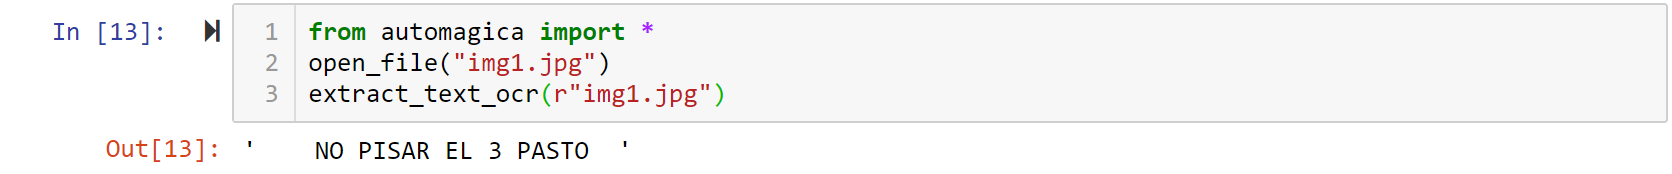 In [13]:
1 from automagica import *
2 open_file("img1.jpg")
3 extract_text_ocr(r"img1.jpg")
Out[13]: '    NO PISAR EL 3 PASTO  '